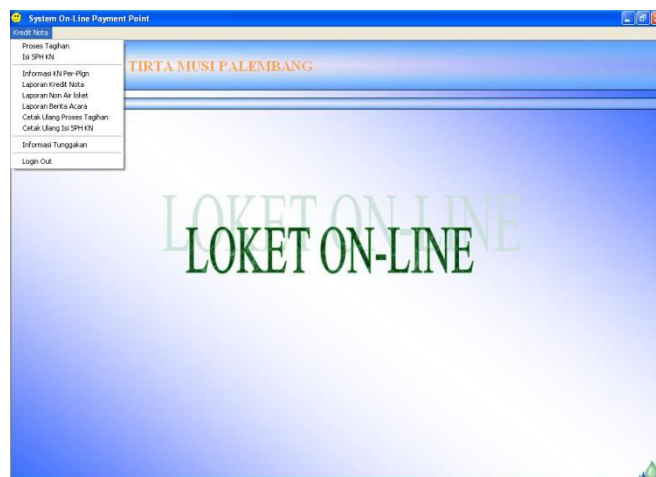 System On-Line Payment Point
Kredit Nota
Proses Tagihan
Isi SPH KN
Informasi KN Per-Plgn
Laporan Kredit Nota
Laporan Non Air loket
Laporan Berita Acara
Cetak Ulang Proses Tagihan
Cetak Ulang Isi SPH KN
Informasi Tunggakan
Login Out
TIRTA MUSI PALEMBANG
LOKET ON-LINE
LOKET ON-LINE